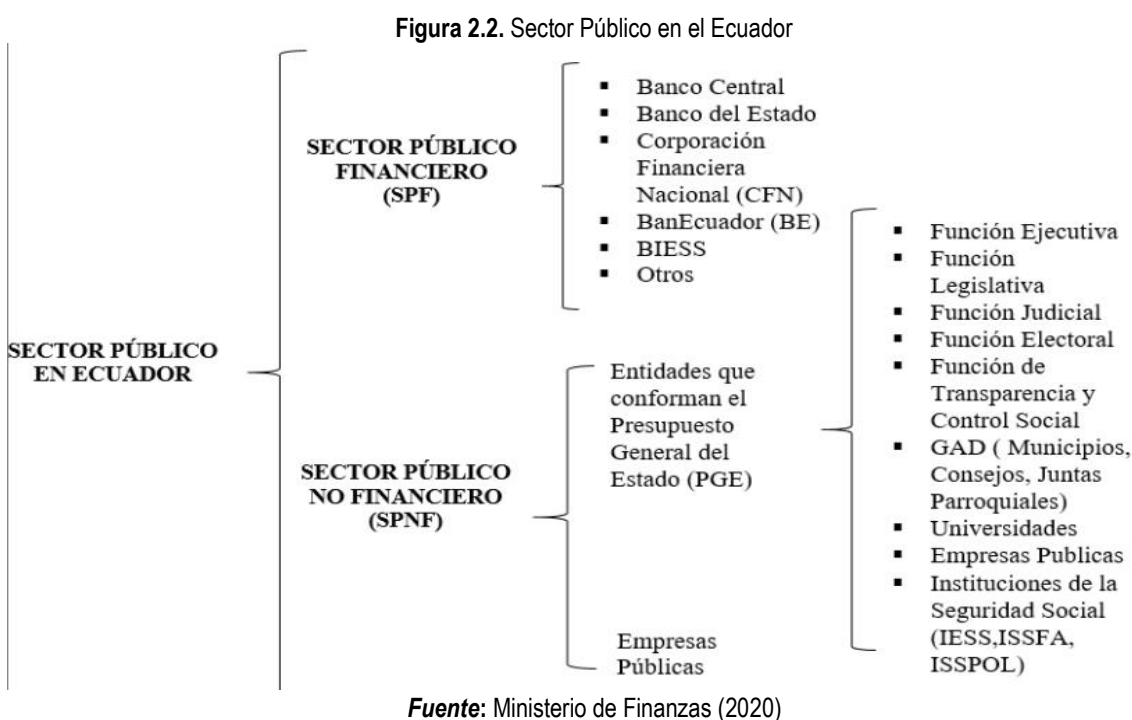 Figura 2.2. Sector Público en el Ecuador
SECTOR PÚBLICO
EN ECUADOR
SECTOR PÚBLICO
FINANCIERO
(SPF)
▪ Banco Central
▪ Banco del Estado
▪ Corporación
Financiera
Nacional (CFN)
▪ BanEcuador (BE)
▪ BIESS
▪ Otros
SECTOR PÚBLICO
NO FINANCIERO
(SPNF)
Entidades que
conforman el
Presupuesto
General del
Estado (PGE)
▪ Función Ejecutiva
▪ Función
Legislativa
▪ Función Judicial
▪ Función Electoral
▪ Función de
Transparencia y
Control Social
▪ GAD ( Municipios,
Consejos, Juntas
Parroquiales)
▪ Universidades
▪ Empresas Publicas
▪ Instituciones de la
Seguridad Social
(IESS,ISSFA,
ISSPOL)
Empresas
Públicas
Fuente: Ministerio de Finanzas (2020)